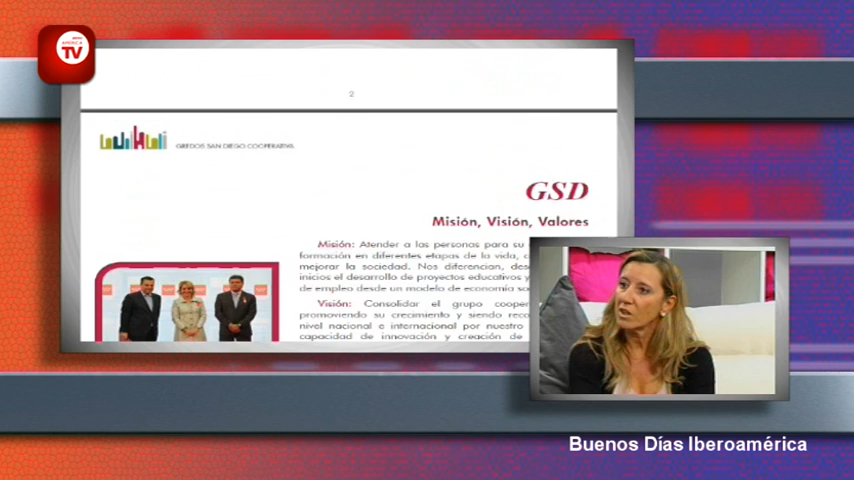 AMÉRICA
TV
2
GREDOS SAN DIEGO COOPERATIVA
GSD
Misión, Visión, Valores
Misión: Atender a las personas para su
formación en diferentes etapas de la vida,
mejorar la sociedad. Nos diferencian,
inicios el desarrollo de proyectos educativos y
de empleo desde un modelo de economía
Visión: Consolidar el grupo
promoviendo su crecimiento y siendo
nivel nacional e internacional por nuestro
capacidad de innovación y creación de
Buenos Días Iberoamérica